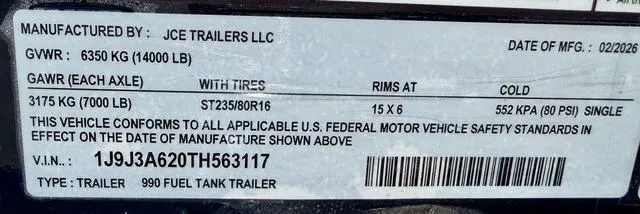 MANUFACTURED BY : JCE TRAILERS LLC
GVWR : 6350 KG (14000 LB) DATE OF MFG. : 02/2026
GAWR (EACH AXLE) WITH TIRES RIMS AT COLD
3175 KG (7000 LB) ST235/80R16 15 X 6 552 KPA (80 PSI) SINGLE
THIS VEHICLE CONFORMS TO ALL APPLICABLE U.S. FEDERAL MOTOR VEHICLE SAFETY STANDARDS IN
EFFECT ON THE DATE OF MANUFACTURE SHOWN ABOVE
V.I.N.. : 1J9J3A620TH563117
TYPE : TRAILER 990 FUEL TANK TRAILER